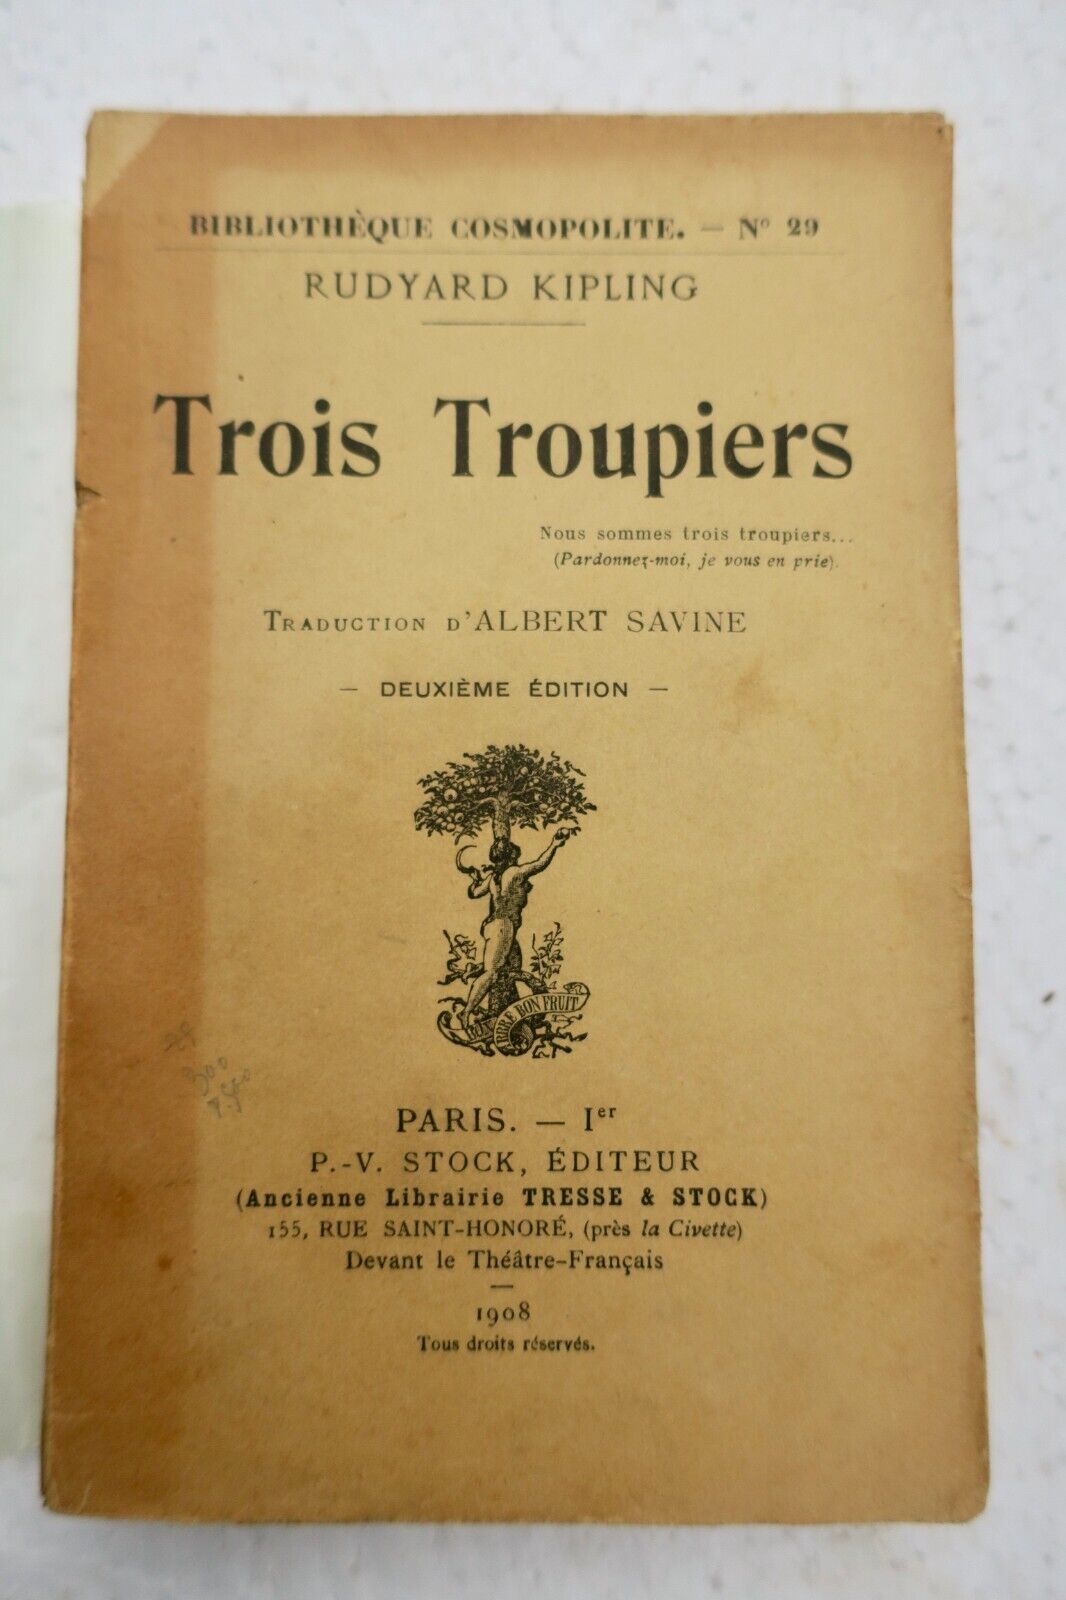 BIBLIOTHÈQUE COSMOPOLITE. — N° 29
RUDYARD KIPLING
Trois Troupiers
Nous sommes trois troupiers...
(Pardonnez-moi, je vous en prie).
TRADUCTION D'ALBERT SAVINE
— DEUXIÈME ÉDITION —
BON FRUIT
PARIS. — Ier
P.-V. STOCK, ÉDITEUR
(Ancienne Librairie TRESSE & STOCK)
155, RUE SAINT-HONORÉ, (près la Civette)
Devant le Théâtre-Français
—
1908
Tous droits réservés.
300